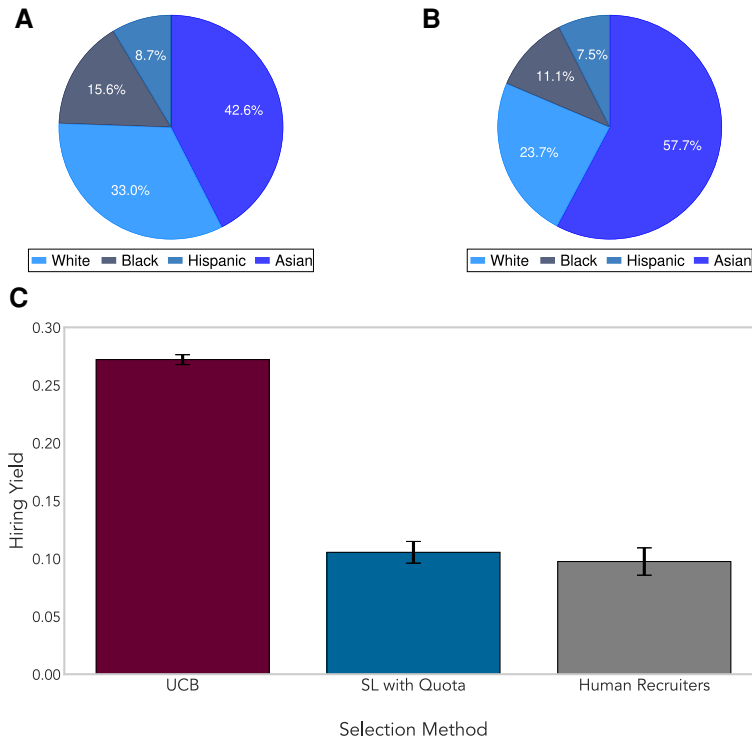 A
8.7%
15.6%
42.6%
33.0%
White Black Hispanic Asian
B
7.5%
11.1%
57.7%
23.7%
White Black Hispanic Asian
C
0.30
0.25
0.20
0.15
0.10
0.05
0.00
Hiring Yield
UCB SL with Quota Human Recruiters
Selection Method